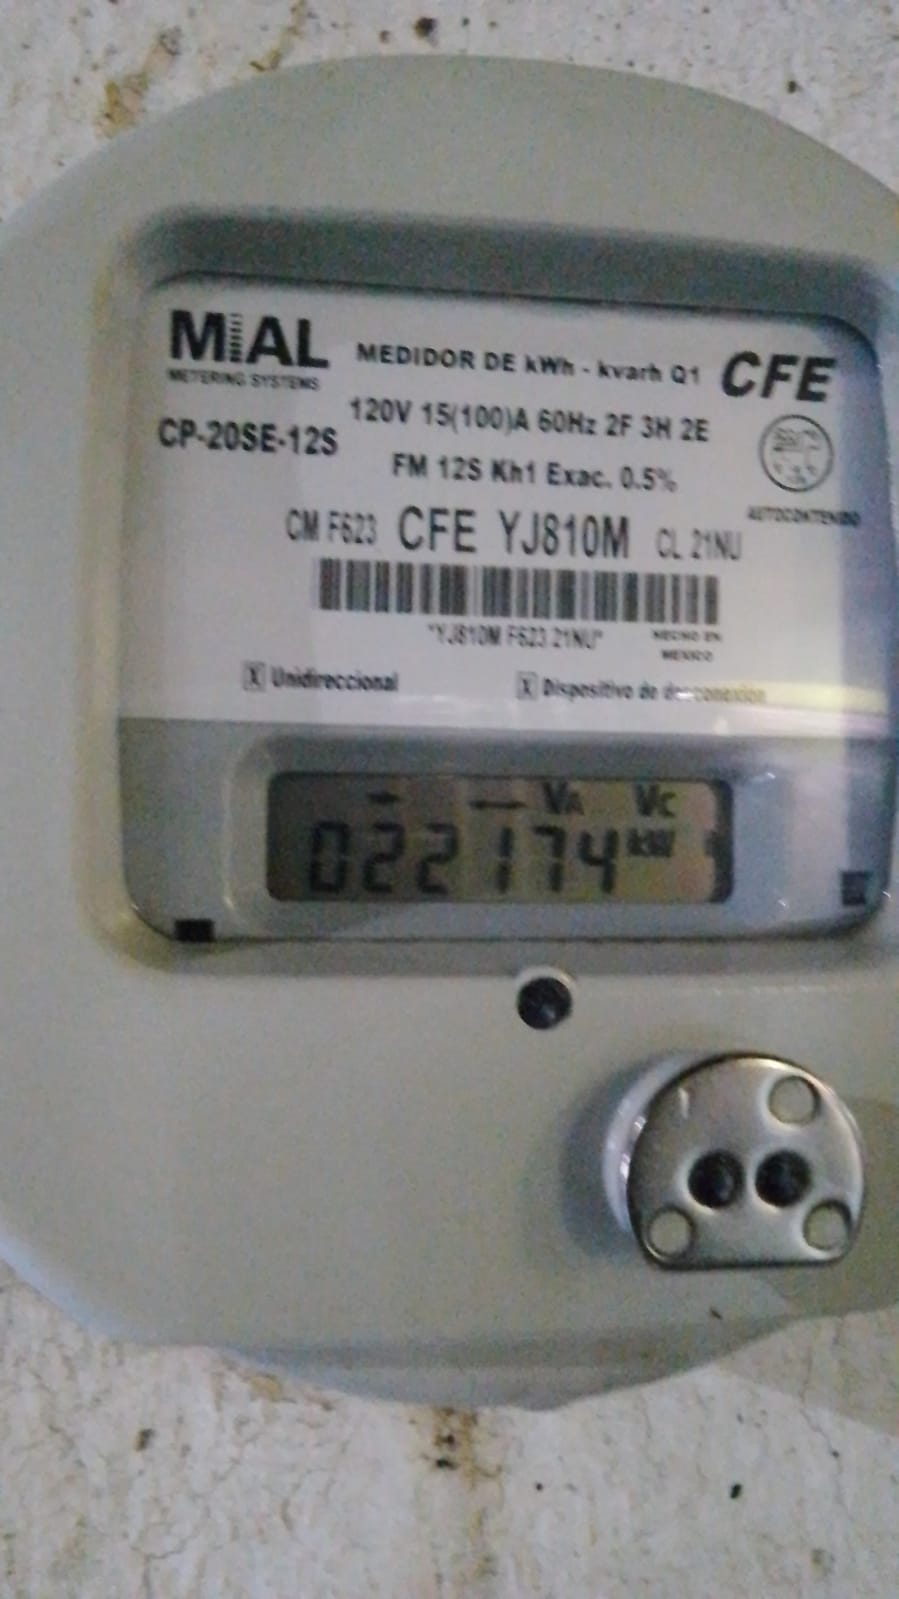 MIAL
METERING SYSTEMS
MEDIDOR DE kWh - kvarh Q1
CFE
CP-20SE-12S
120V 15(100)A 60Hz 2F 3H 2E
FM 12S Kh1 Exac. 0.5%
AUTOCONTENIDO
CM F623 CFE YJ810M CL 21NU
"YJ810M F623 21NU"
HECHO EN
MEXICO
X Unidireccional
X Dispositivo de desconexión
VA VC
022174 kW